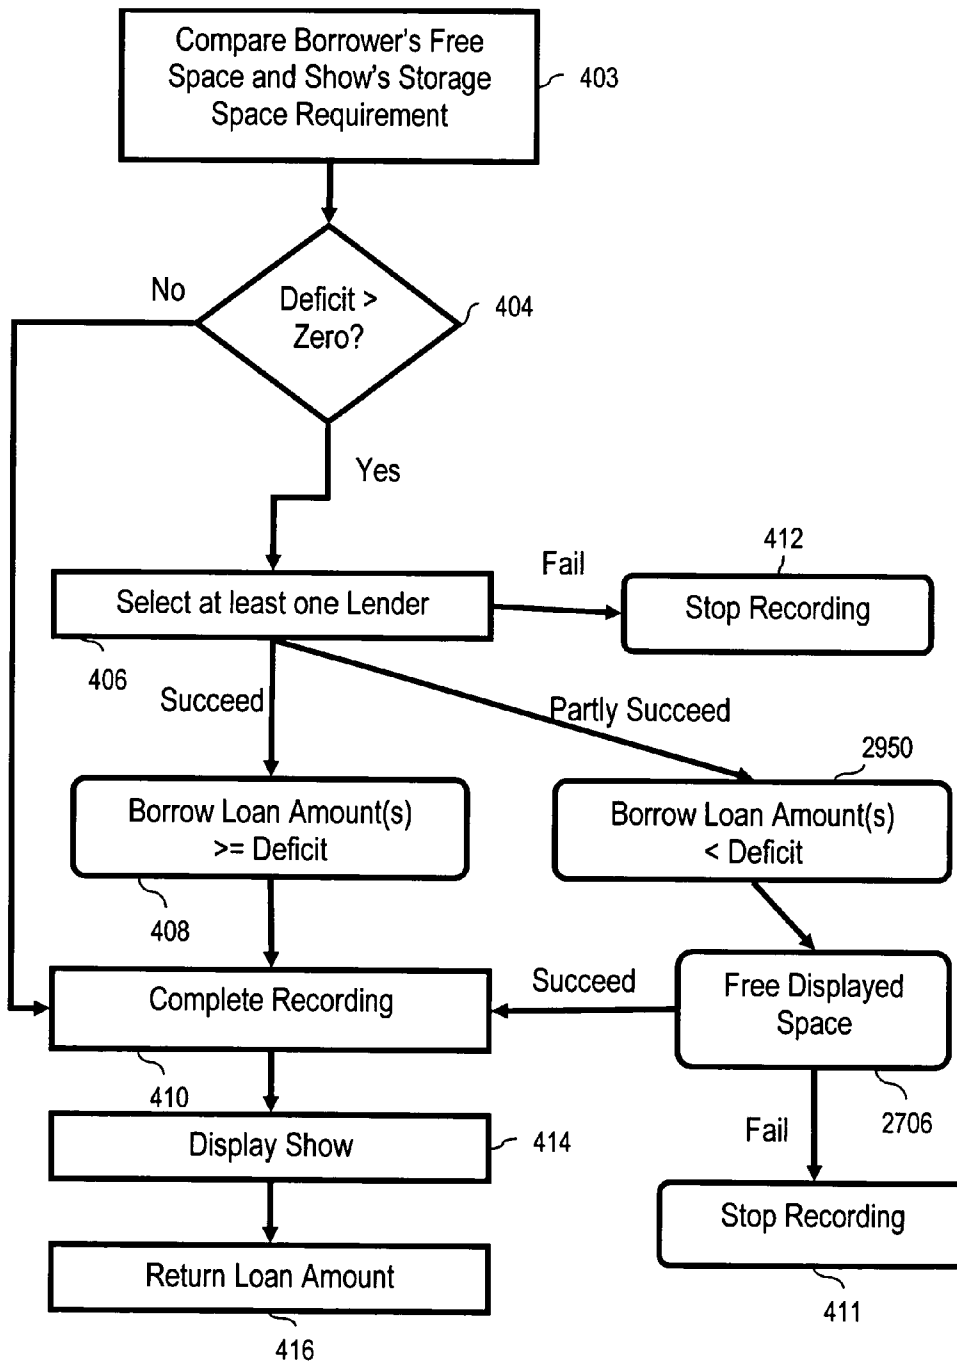 Compare Borrower's Free
Space and Show's Storage
Space Requirement
403
No
Deficit >
Zero?
404
Yes
Select at least one Lender
406
Fail
412
Stop Recording
Succeed
Partly Succeed
2950
Borrow Loan Amount(s)
>= Deficit
408
Borrow Loan Amount(s)
< Deficit
Complete Recording
410
Succeed
Free Displayed
Space
2706
Fail
Display Show
414
Stop Recording
411
Return Loan Amount
416